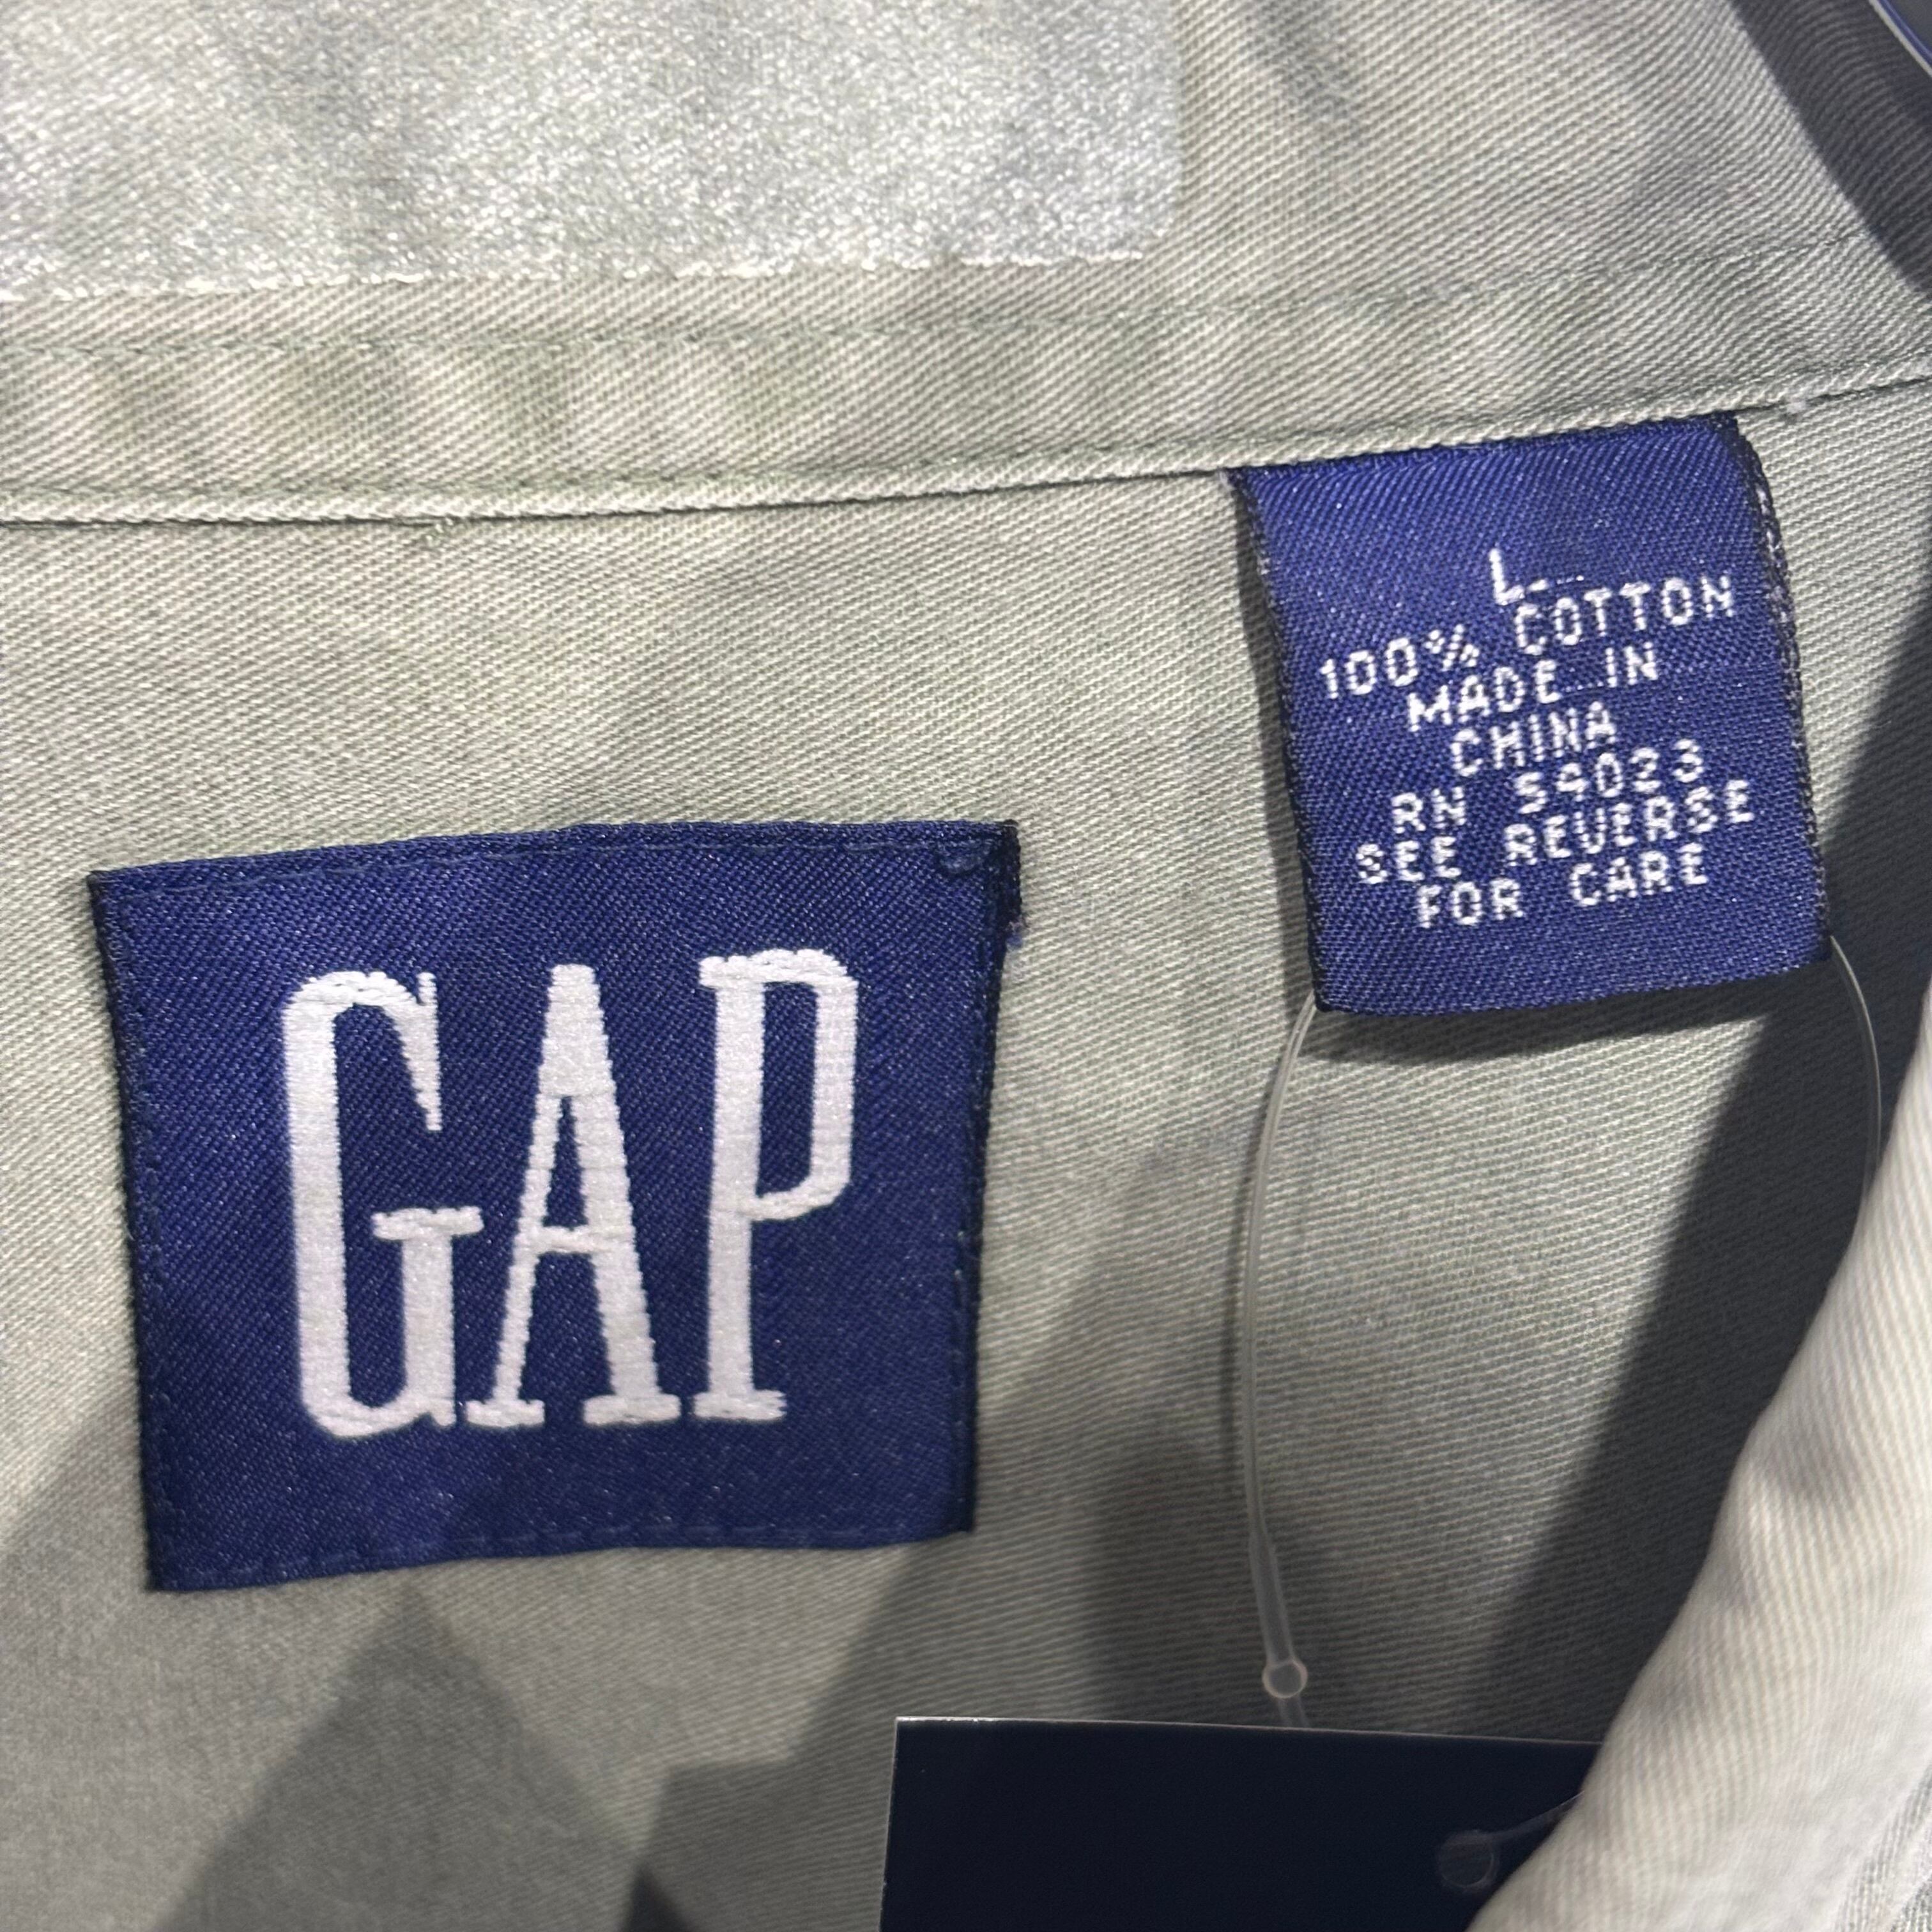 GAP
L
100% COTTON
MADE IN
CHINA
RN 54023
SEE REVERSE
FOR CARE